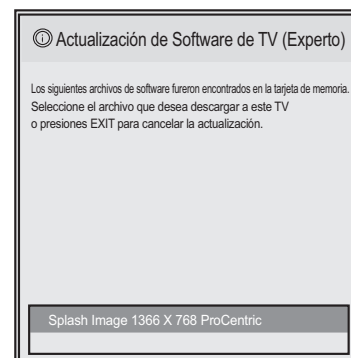 Actualización de Software de TV (Experto)
Los siguientes archivos de software fureron encontrados en la tarjeta de memoria.
Seleccione el archivo que desea descargar a este TV
o presiones EXIT para cancelar la actualización.
Splash Image 1366 X 768 ProCentric